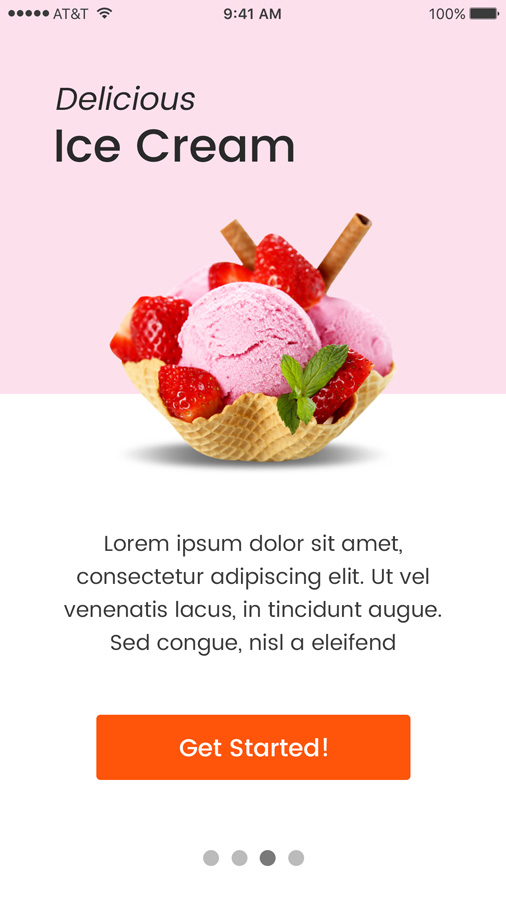 AT&T 9:41 AM 100%
Delicious
Ice Cream
Lorem ipsum dolor sit amet,
consectetur adipiscing elit. Ut vel
venenatis lacus, in tincidunt augue.
Sed congue, nisl a eleifend
Get Started!